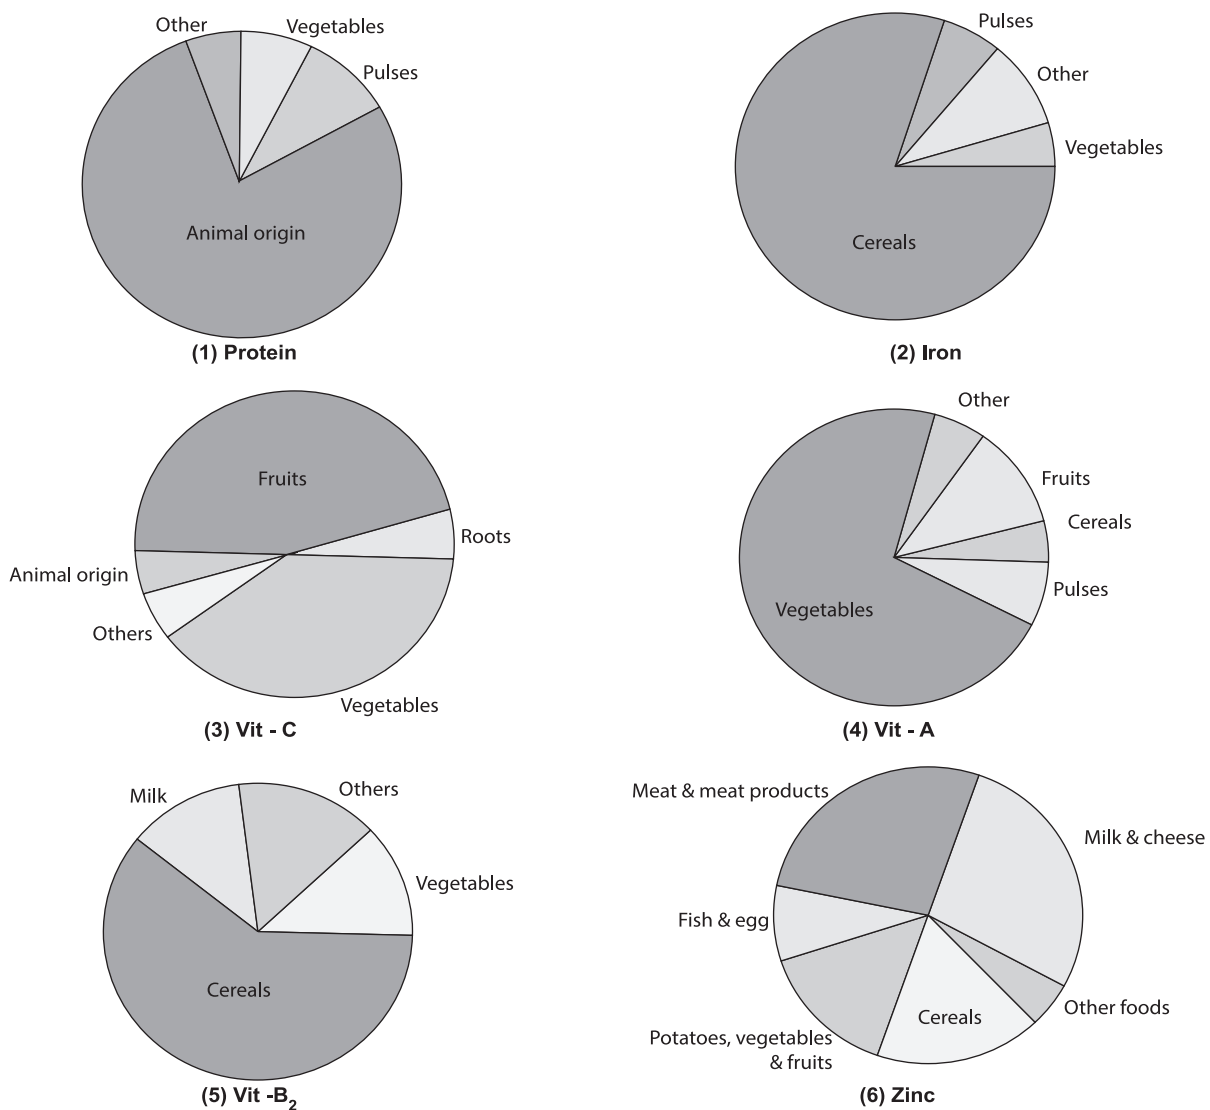 Other
Vegetables
Pulses
Animal origin
(1) Protein
Pulses
Other
Vegetables
Cereals
(2) Iron
Fruits
Roots
Animal origin
Others
Vegetables
(3) Vit - C
Other
Fruits
Cereals
Pulses
Vegetables
(4) Vit - A
Milk
Others
Vegetables
Cereals
(5) Vit -B₂
Meat & meat products
Milk & cheese
Fish & egg
Other foods
Cereals
Potatoes, vegetables
& fruits
(6) Zinc